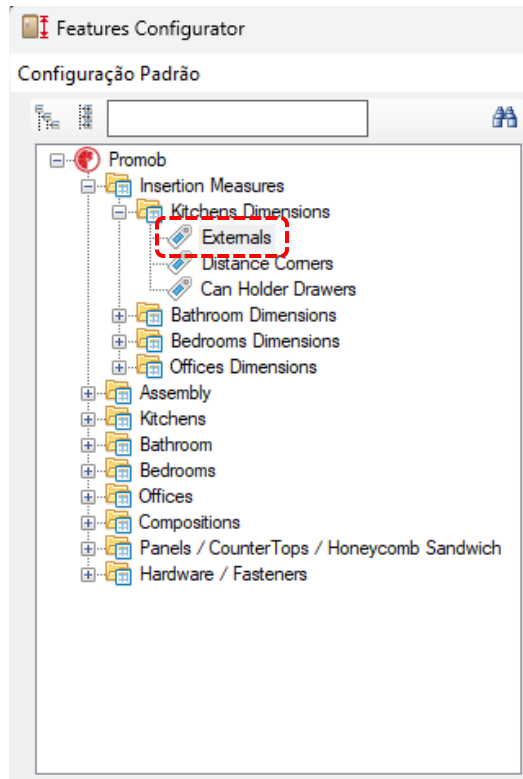 Features Configurator
Configuração Padrão
Promob
Insertion Measures
Kitchens Dimensions
Externals
Distance Corners
Can Holder Drawers
Bathroom Dimensions
Bedrooms Dimensions
Offices Dimensions
Assembly
Kitchens
Bathroom
Bedrooms
Offices
Compositions
Panels / CounterTops / Honeycomb Sandwich
Hardware / Fasteners